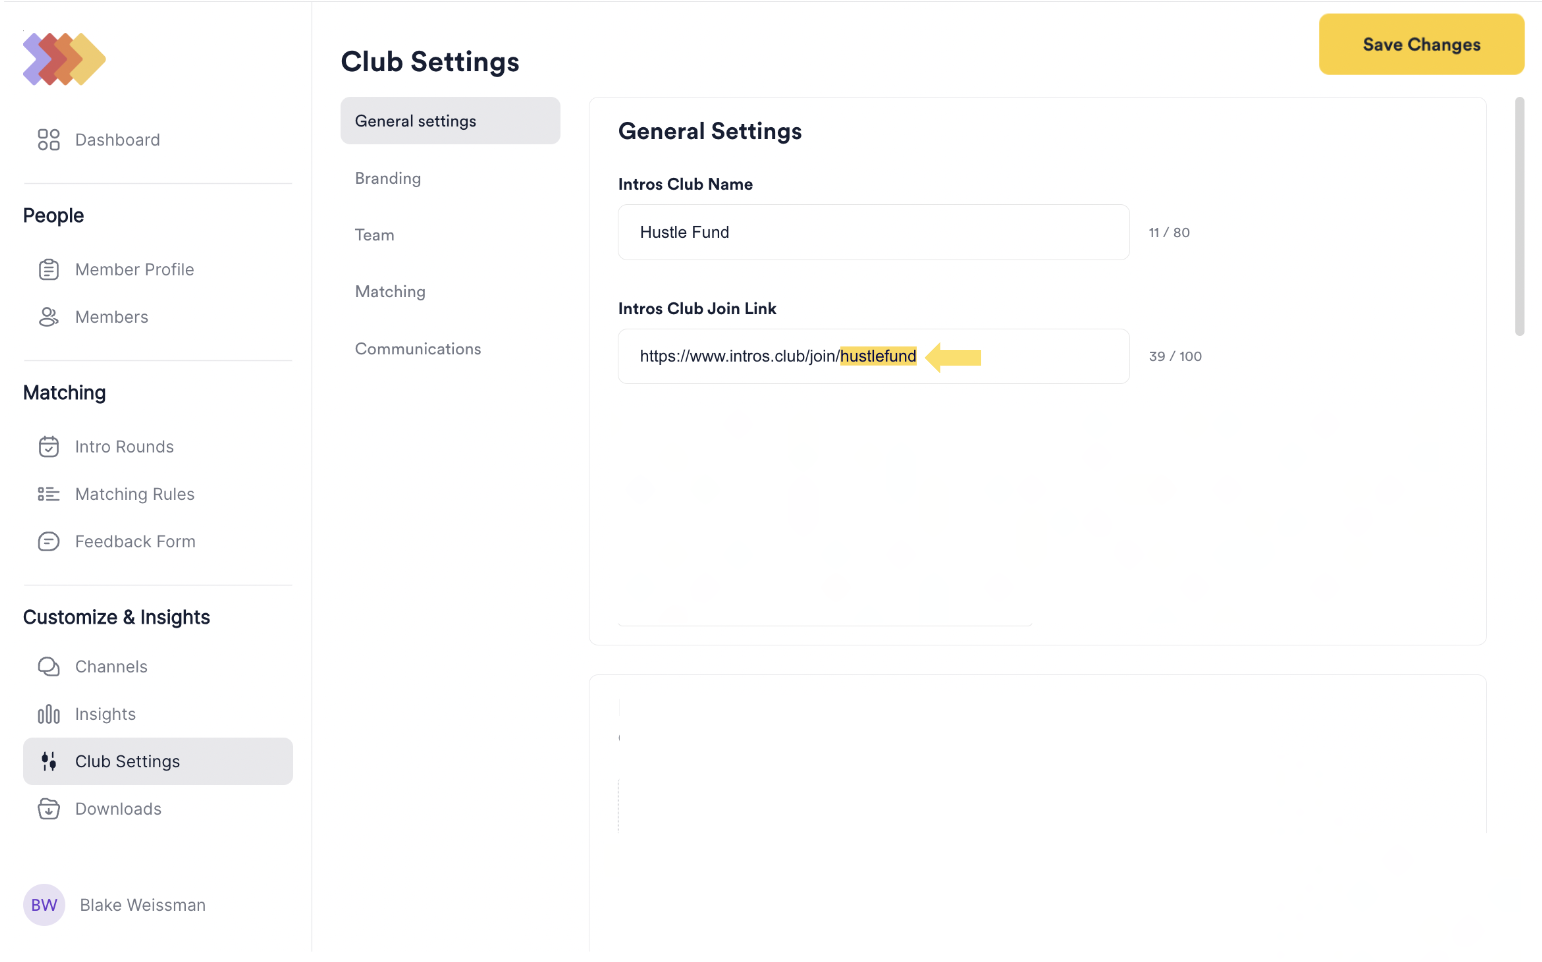 Dashboard
People
Member Profile
Members
Matching
Intro Rounds
Matching Rules
Feedback Form
Customize & Insights
Channels
Insights
Club Settings
Downloads
BW
Blake Weissman
Club Settings
Save Changes
General settings
Branding
Team
Matching
Communications
General Settings
Intros Club Name
Hustle Fund
11 / 80
Intros Club Join Link
https://www.intros.club/join/hustlefund
39 / 100